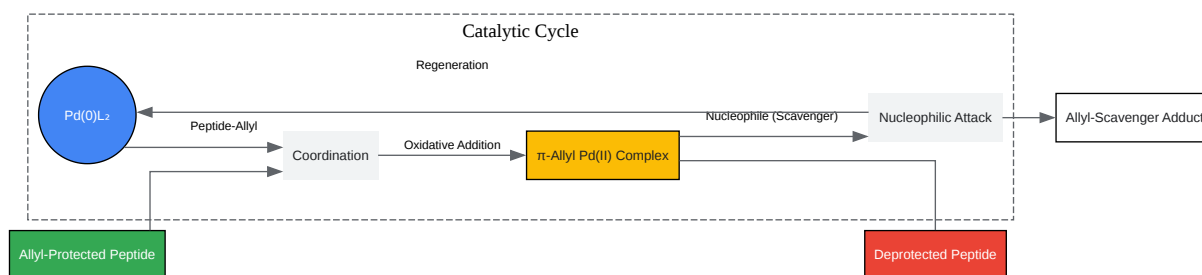 Catalytic Cycle
Regeneration
Pd(0)L₂
Peptide-Allyl
Coordination
Oxidative Addition
π-Allyl Pd(II) Complex
Nucleophile (Scavenger)
Nucleophilic Attack
Allyl-Scavenger Adduct
Allyl-Protected Peptide
Deprotected Peptide